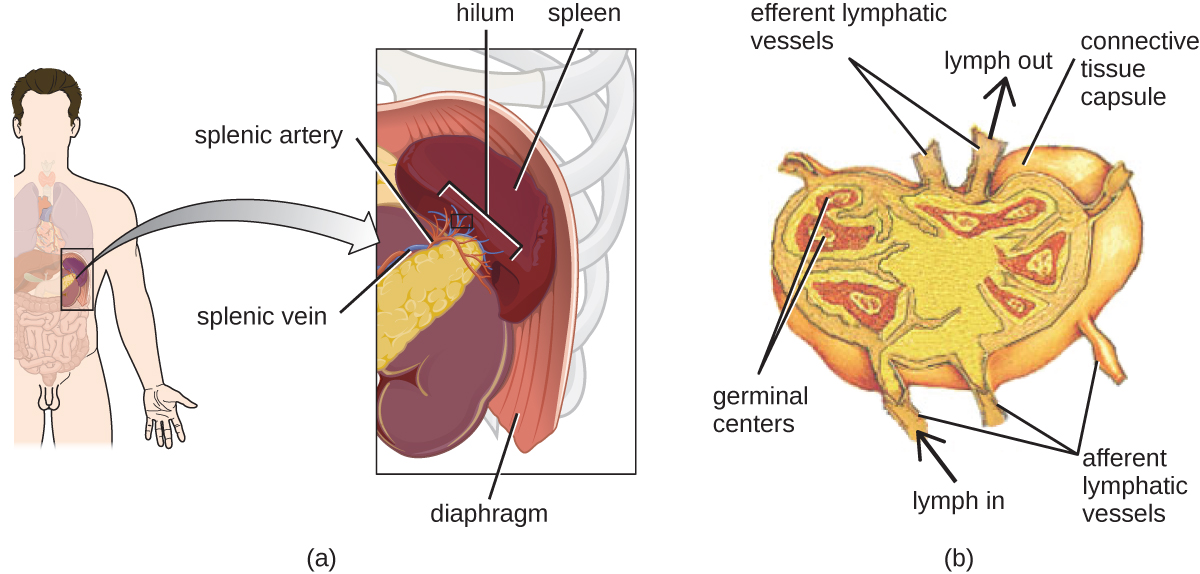 hilum
spleen
splenic artery
splenic vein
diaphragm
(a)
efferent lymphatic
vessels
lymph out
connective
tissue
capsule
germinal
centers
lymph in
afferent
lymphatic
vessels
(b)